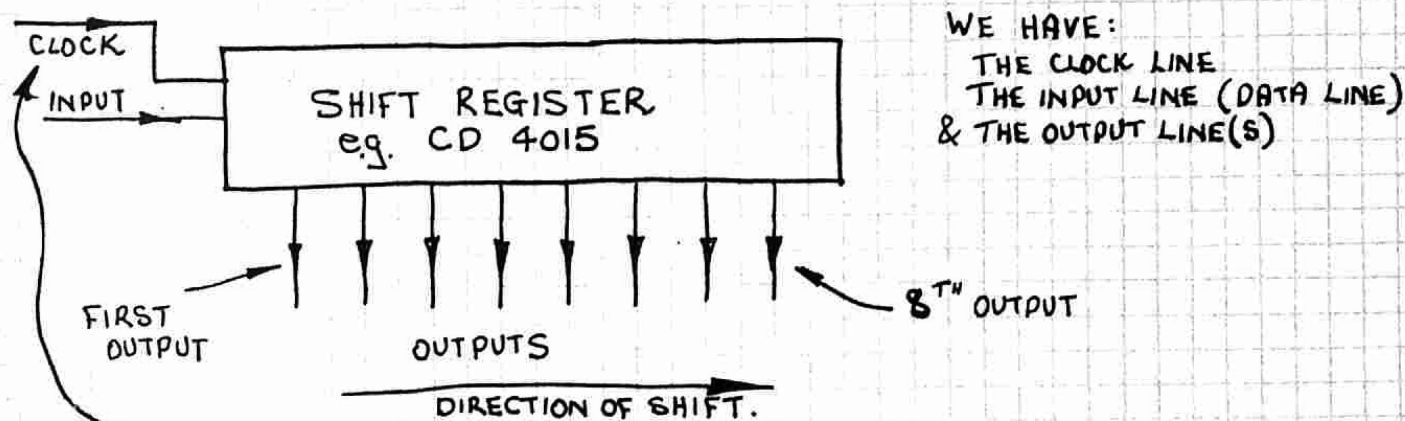 CLOCK
INPUT
SHIFT REGISTER
e.g. CD 4015
WE HAVE:
THE CLOCK LINE
THE INPUT LINE (DATA LINE)
& THE OUTPUT LINE(S)
FIRST
OUTPUT
OUTPUTS
8TH OUTPUT
DIRECTION OF SHIFT.